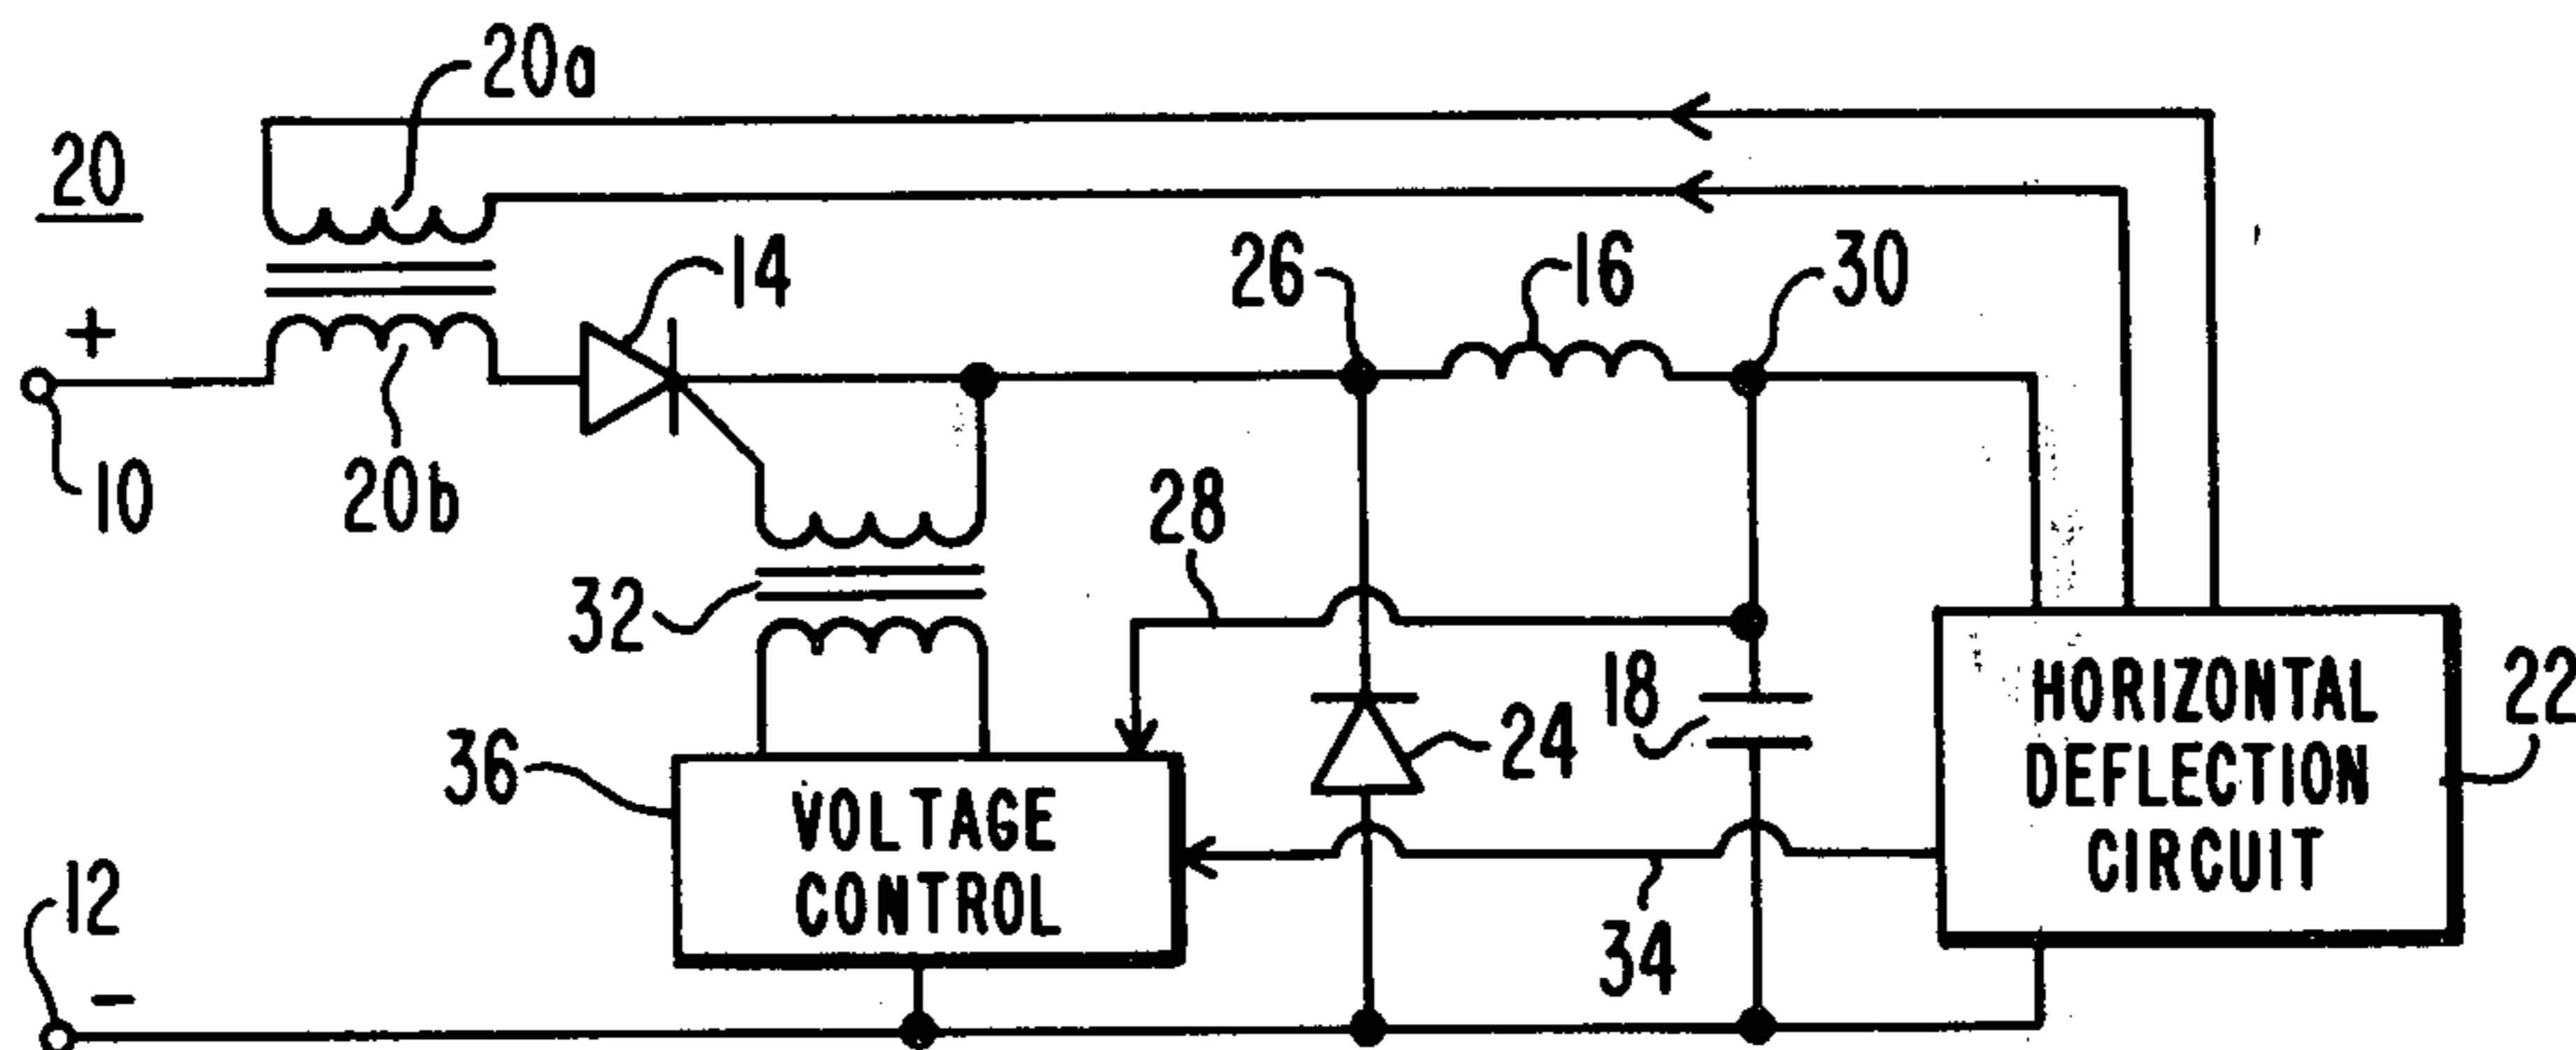 20a
20
14
26
16
30
+
10
20b
28
32
18
HORIZONTAL
DEFLECTION
CIRCUIT
22
36
24
VOLTAGE
CONTROL
12
34
−